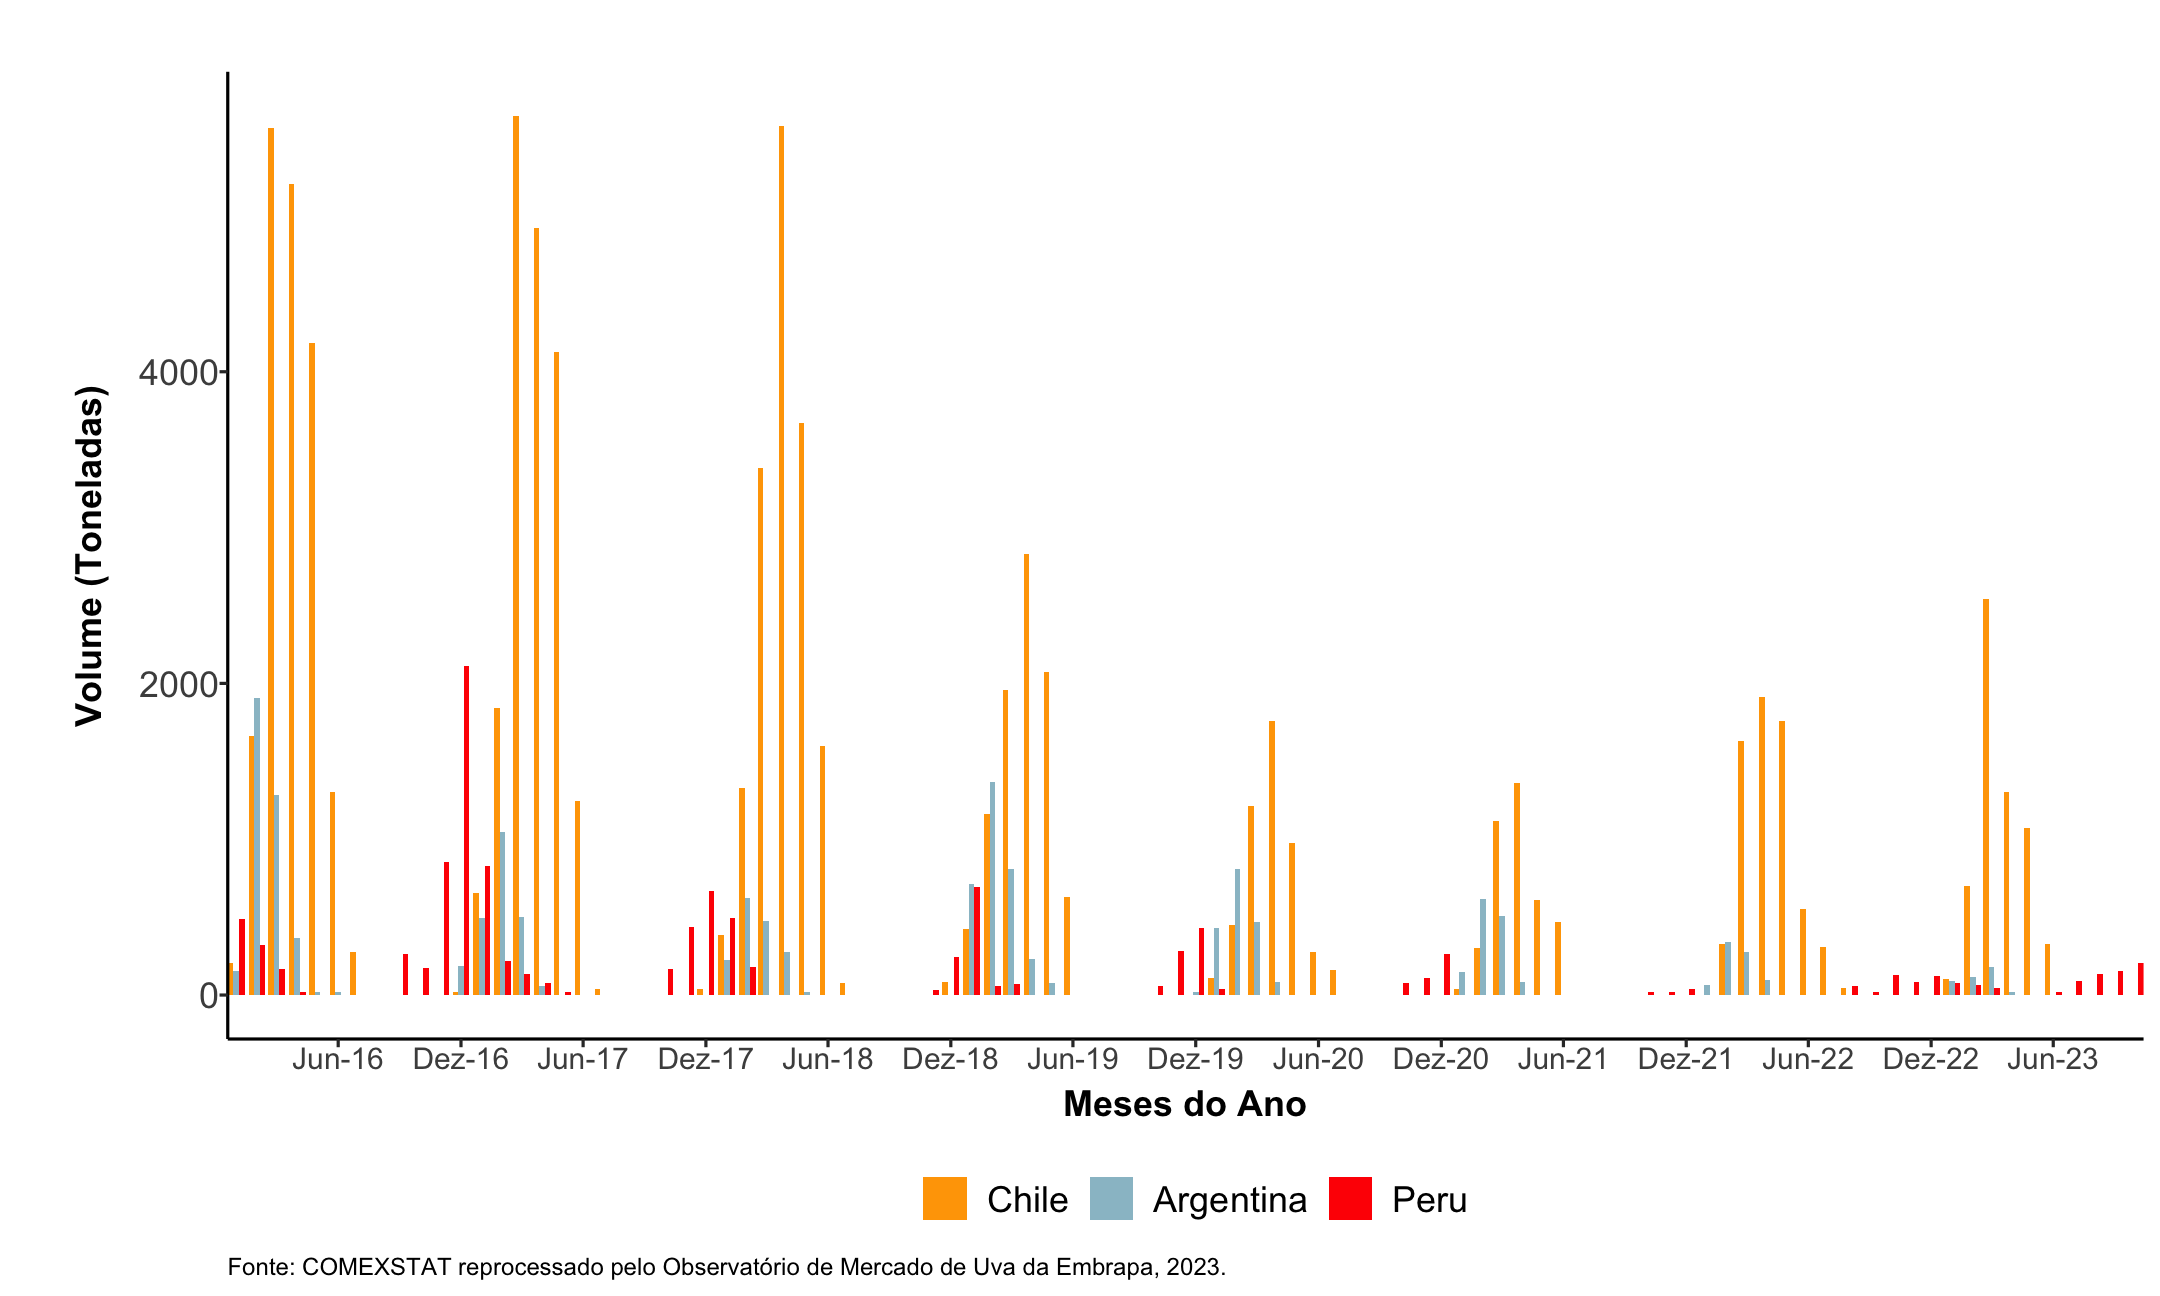 4000
2000
0
Volume (Toneladas)
Jun-16 Dez-16 Jun-17 Dez-17 Jun-18 Dez-18 Jun-19 Dez-19 Jun-20 Dez-20 Jun-21 Dez-21 Jun-22 Dez-22 Jun-23
Meses do Ano
Chile Argentina Peru
Fonte: COMEXSTAT reprocessado pelo Observatório de Mercado de Uva da Embrapa, 2023.